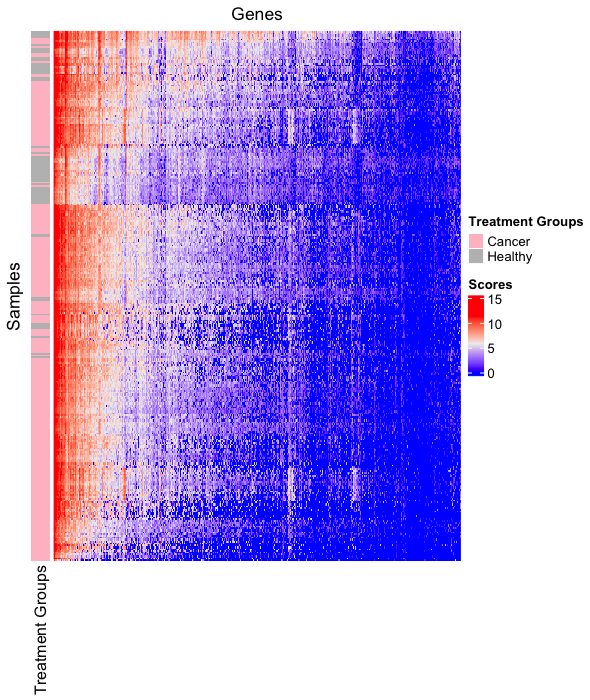 Genes
Samples
Treatment Groups
Treatment Groups
Cancer
Healthy
Scores
15
10
5
0